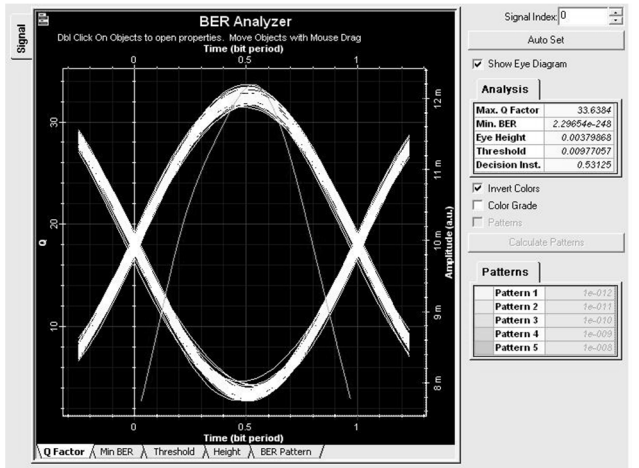 Signal
BER Analyzer
Dbl Click On Objects to open properties. Move Objects with Mouse Drag
Time (bit period)
0 0.5 1
30
20
10
Q
12 m
11 m
10 m
9 m
8 m
Amplitude (a.u.)
0 0.5 1
Time (bit period)
Q Factor Min BER Threshold Height BER Pattern
Signal Index: 0
Auto Set
Show Eye Diagram
Analysis
Max. Q Factor 33.6384
Min. BER 2.29654e-248
Eye Height 0.00379868
Threshold 0.00977057
Decision Inst. 0.53125
Invert Colors
Color Grade
Patterns
Calculate Patterns
Patterns
Pattern 1 1e-012
Pattern 2 1e-011
Pattern 3 1e-010
Pattern 4 1e-009
Pattern 5 1e-008